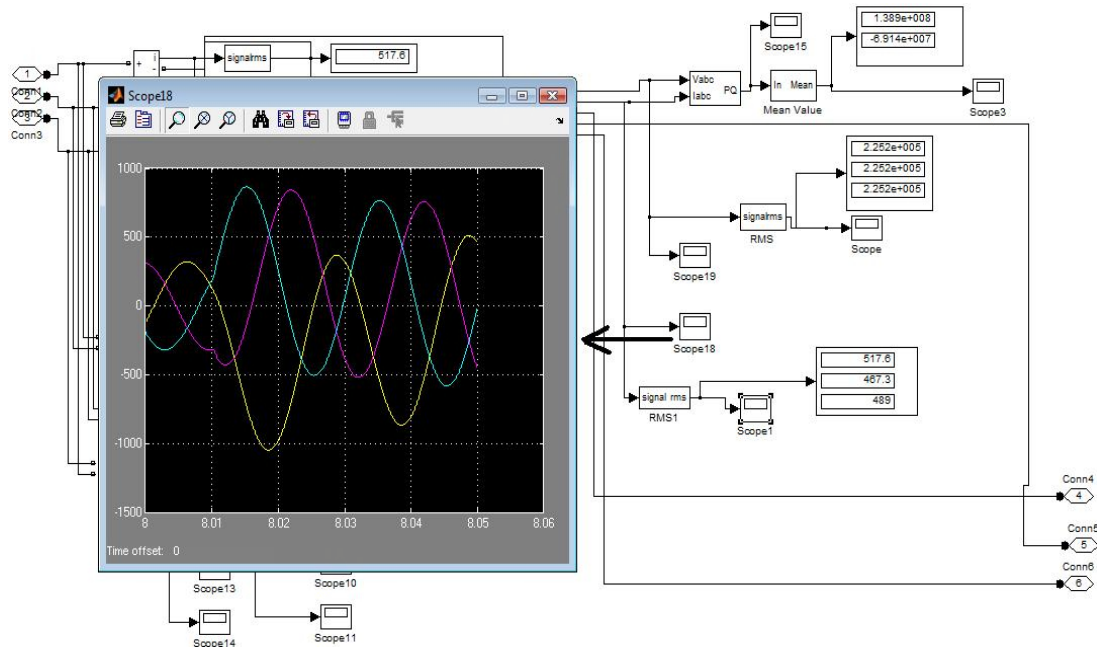 1
Conn1
2
Conn2
3
Conn3
+
i
-
signalrms
517.6
Scope18
1000
500
0
-500
-1000
-1500
8
8.01
8.02
8.03
8.04
8.05
8.06
Time offset: 0
Scope13
Scope10
Scope14
Scope11
Scope15
1.389e+008
-6.914e+007
Vabc
Iabc
PQ
In Mean
Mean Value
Scope3
2.252e+005
2.252e+005
2.252e+005
signalrms
RMS
Scope
Scope19
Scope18
517.6
467.3
489
signal rms
RMS1
Scope1
Conn4
4
Conn5
5
Conn6
6